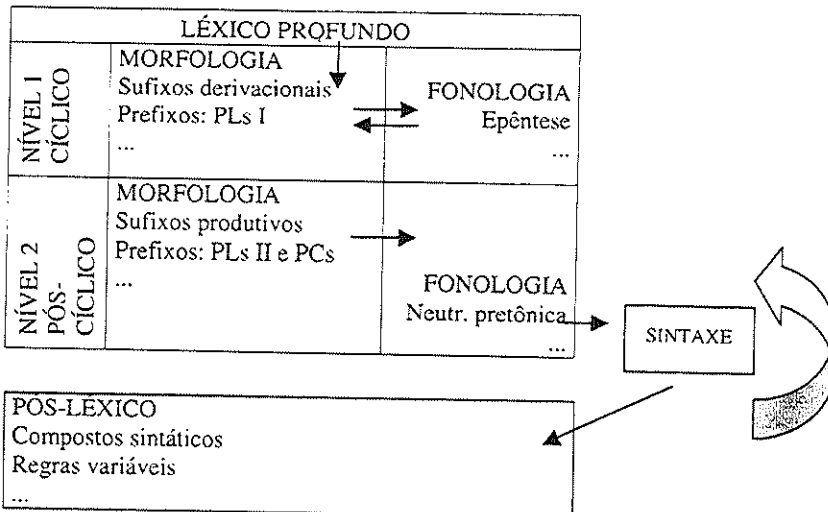 LÉXICO PROFUNDO
NÍVEL 1
CÍCLICO
MORFOLOGIA
Sufixos derivacionais
Prefixos: PLs I
...
FONOLOGIA
Epêntese
...
NÍVEL 2
PÓS-
CÍCLICO
MORFOLOGIA
Sufixos produtivos
Prefixos: PLs II e PCs
...
FONOLOGIA
Neutr. pretônica
...
SINTAXE
PÓS-LÉXICO
Compostos sintáticos
Regras variáveis
...